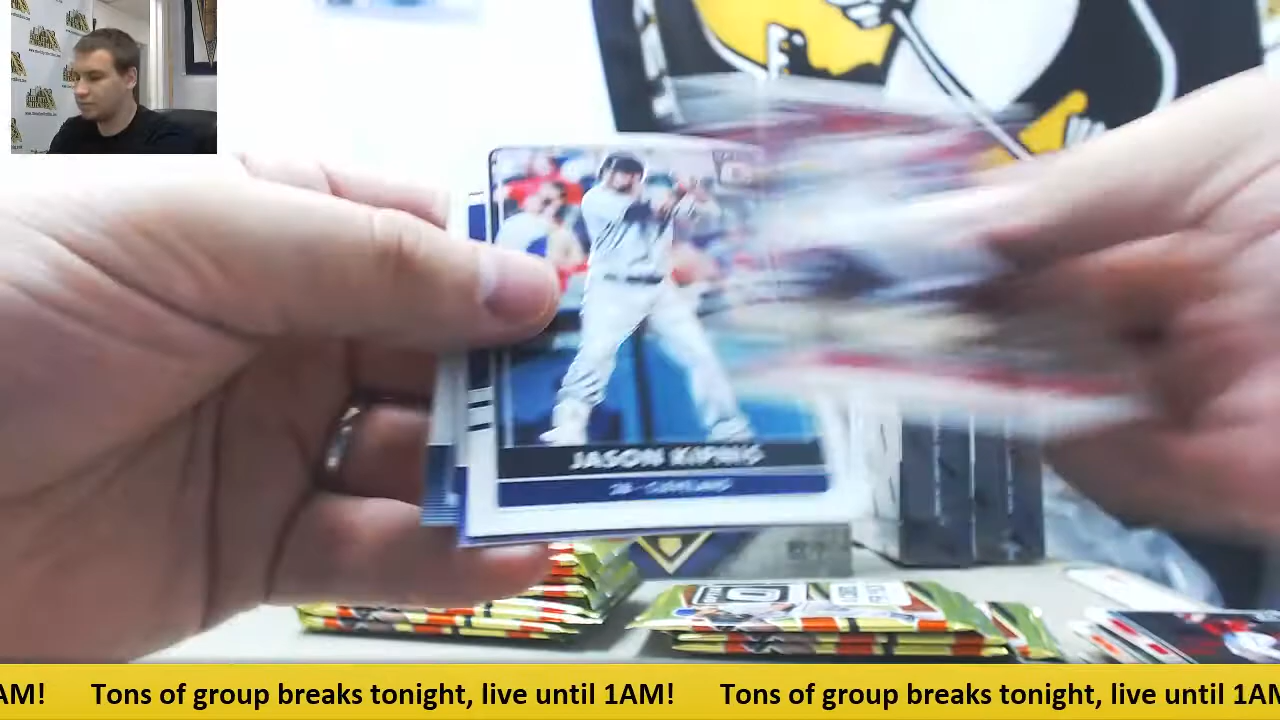 JASON KIPNIS
2B - CLEVELAND
AM! Tons of group breaks tonight, live until 1AM! Tons of group breaks tonight, live until 1AM